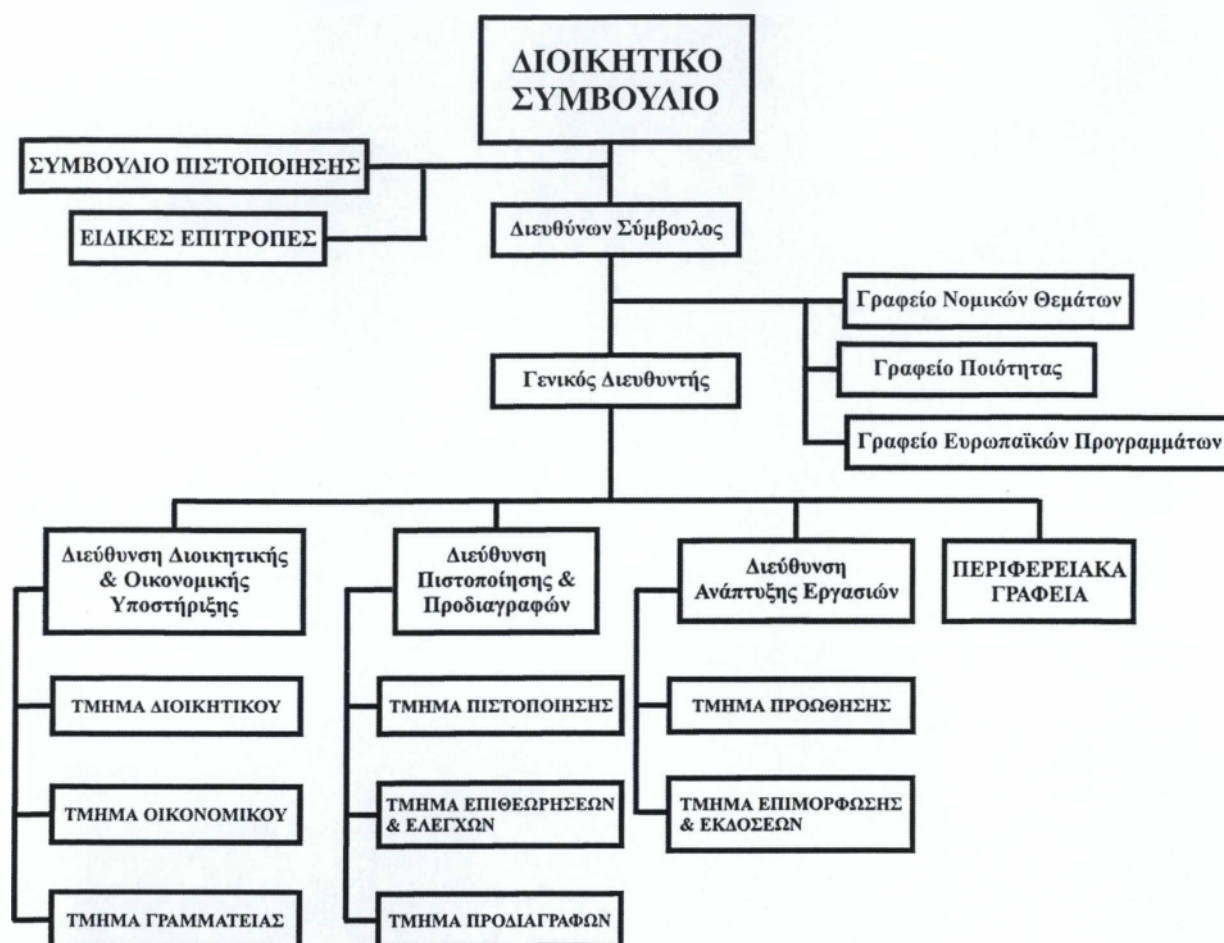 ΔΙΟΙΚΗΤΙΚΟ
ΣΥΜΒΟΥΛΙΟ
ΣΥΜΒΟΥΛΙΟ ΠΙΣΤΟΠΟΙΗΣΗΣ
ΕΙΔΙΚΕΣ ΕΠΙΤΡΟΠΕΣ
Διευθύνων Σύμβουλος
Γραφείο Νομικών Θεμάτων
Γραφείο Ποιότητας
Γραφείο Ευρωπαϊκών Προγραμμάτων
Γενικός Διευθυντής
Διεύθυνση Διοικητικής
& Οικονομικής
Υποστήριξης
ΤΜΗΜΑ ΔΙΟΙΚΗΤΙΚΟΥ
ΤΜΗΜΑ ΟΙΚΟΝΟΜΙΚΟΥ
ΤΜΗΜΑ ΓΡΑΜΜΑΤΕΙΑΣ
Διεύθυνση
Πιστοποίησης &
Προδιαγραφών
ΤΜΗΜΑ ΠΙΣΤΟΠΟΙΗΣΗΣ
ΤΜΗΜΑ ΕΠΙΘΕΩΡΗΣΕΩΝ
& ΕΛΕΓΧΩΝ
ΤΜΗΜΑ ΠΡΟΔΙΑΓΡΑΦΩΝ
Διεύθυνση
Ανάπτυξης Εργασιών
ΤΜΗΜΑ ΠΡΟΩΘΗΣΗΣ
ΤΜΗΜΑ ΕΠΙΜΟΡΦΩΣΗΣ
& ΕΚΔΟΣΕΩΝ
ΠΕΡΙΦΕΡΕΙΑΚΑ
ΓΡΑΦΕΙΑ